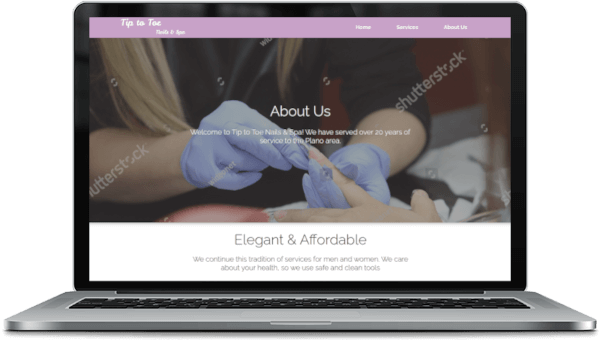 Tip to Toe
Nails & Spa
Home Services About Us
shutterstock
shutterstock
About Us
Welcome to Tip to Toe Nails & Spa! We have served over 20 years of
service to the Plano area.
Elegant & Affordable
We continue this tradition of services for men and women. We care
about your health, so we use safe and clean tools